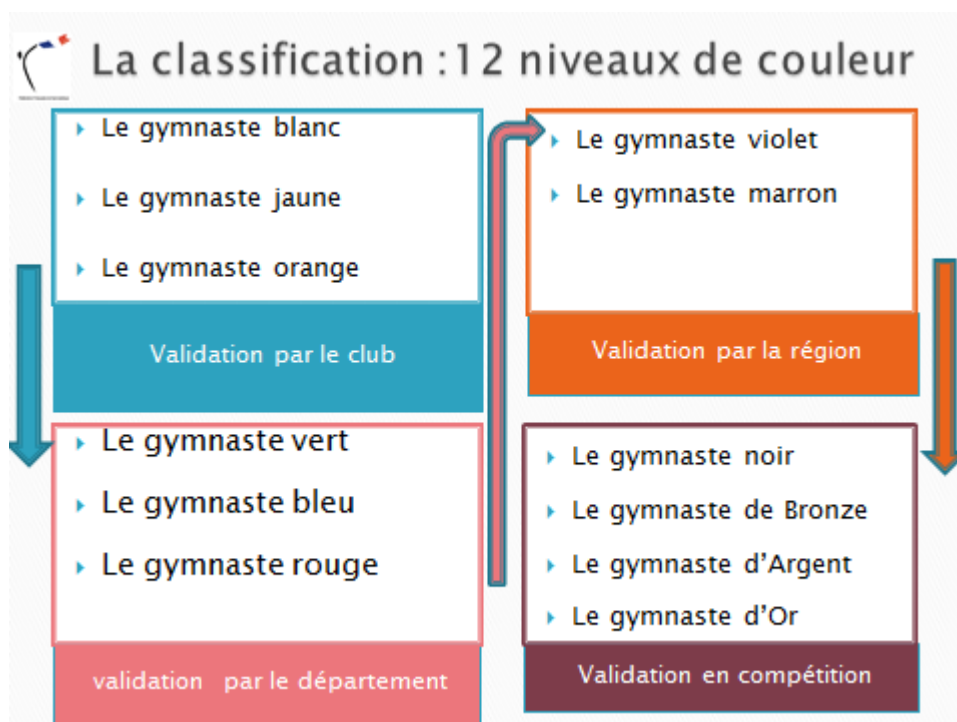 La classification :12 niveaux de couleur
Le gymnaste blanc
Le gymnaste jaune
Le gymnaste orange
Validation par le club
Le gymnaste vert
Le gymnaste bleu
Le gymnaste rouge
validation par le département
Le gymnaste violet
Le gymnaste marron
Validation par la région
Le gymnaste noir
Le gymnaste de Bronze
Le gymnaste d’Argent
Le gymnaste d’Or
Validation en compétition